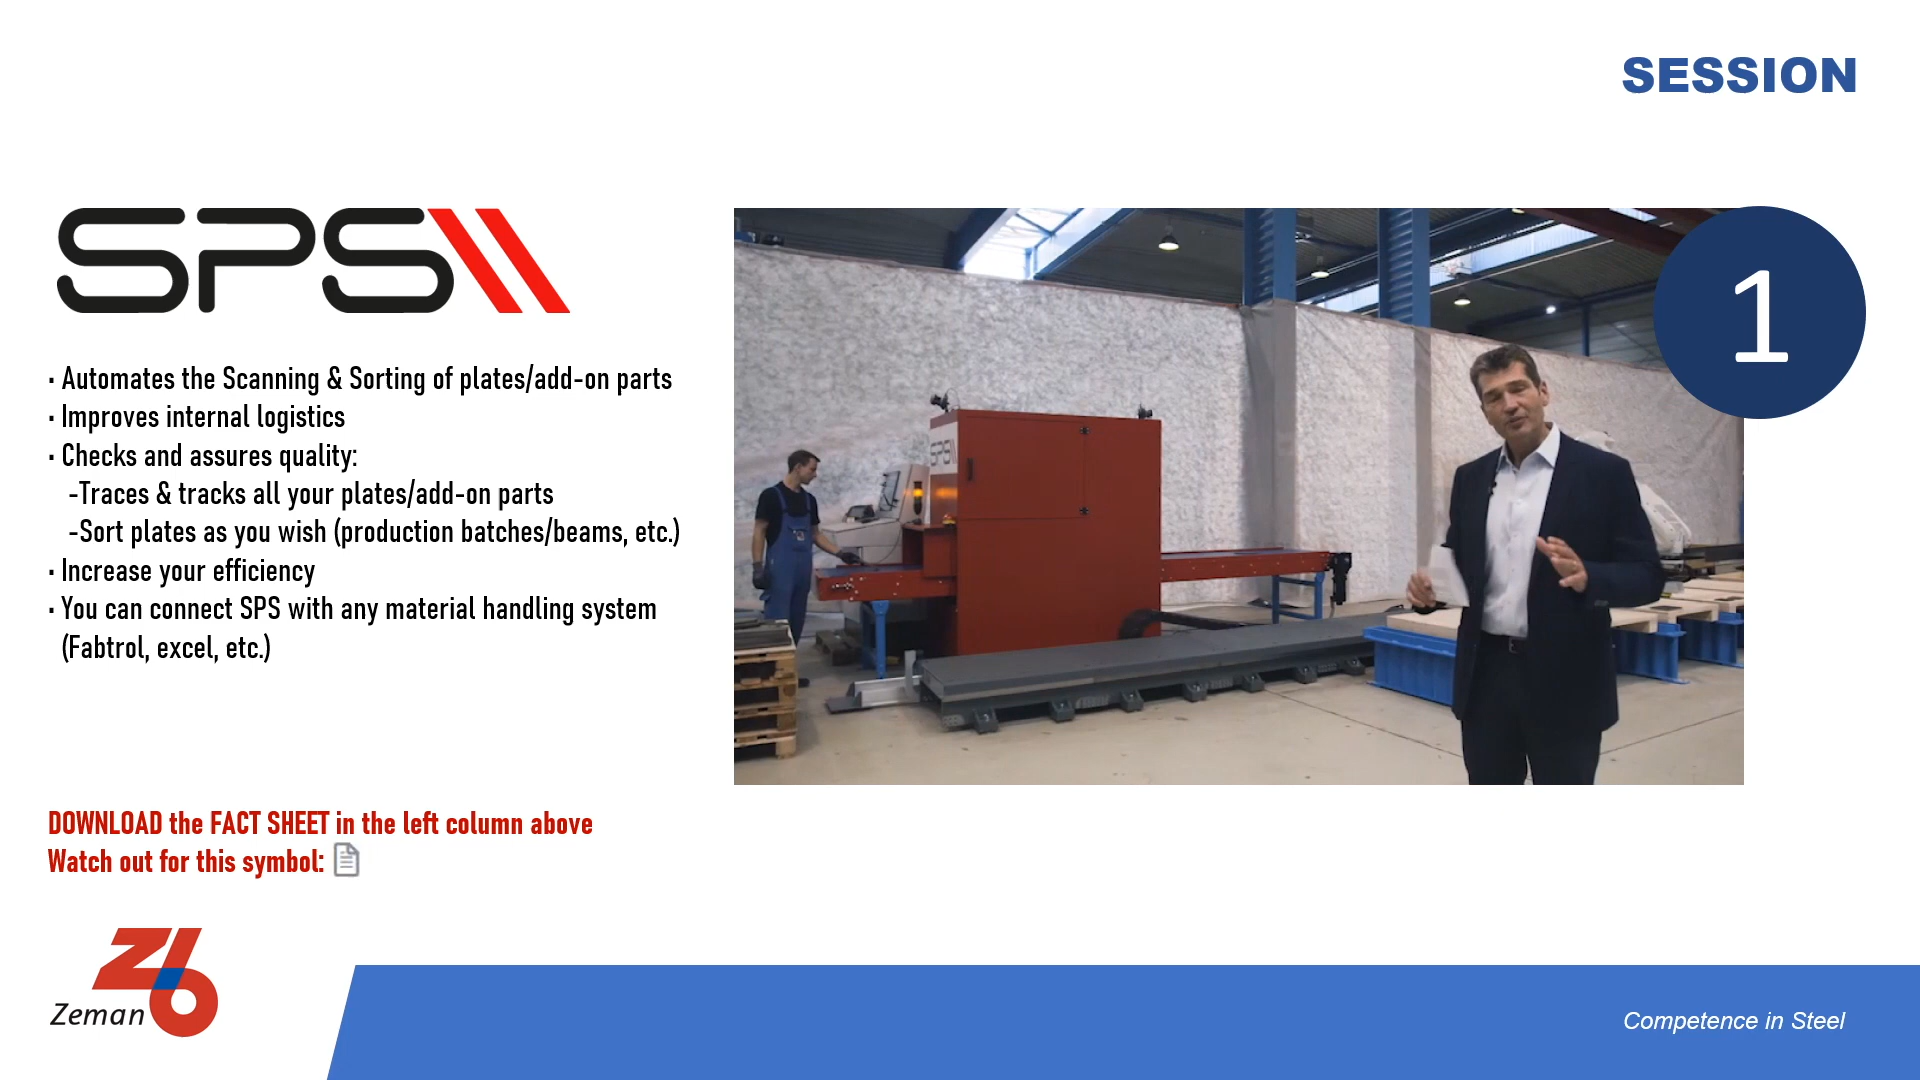 SESSION
1
SPS
· Automates the Scanning & Sorting of plates/add-on parts
· Improves internal logistics
· Checks and assures quality:
-Traces & tracks all your plates/add-on parts
-Sort plates as you wish (production batches/beams, etc.)
· Increase your efficiency
· You can connect SPS with any material handling system
(Fabtrol, excel, etc.)
SPS
DOWNLOAD the FACT SHEET in the left column above
Watch out for this symbol:
Zeman
Competence in Steel